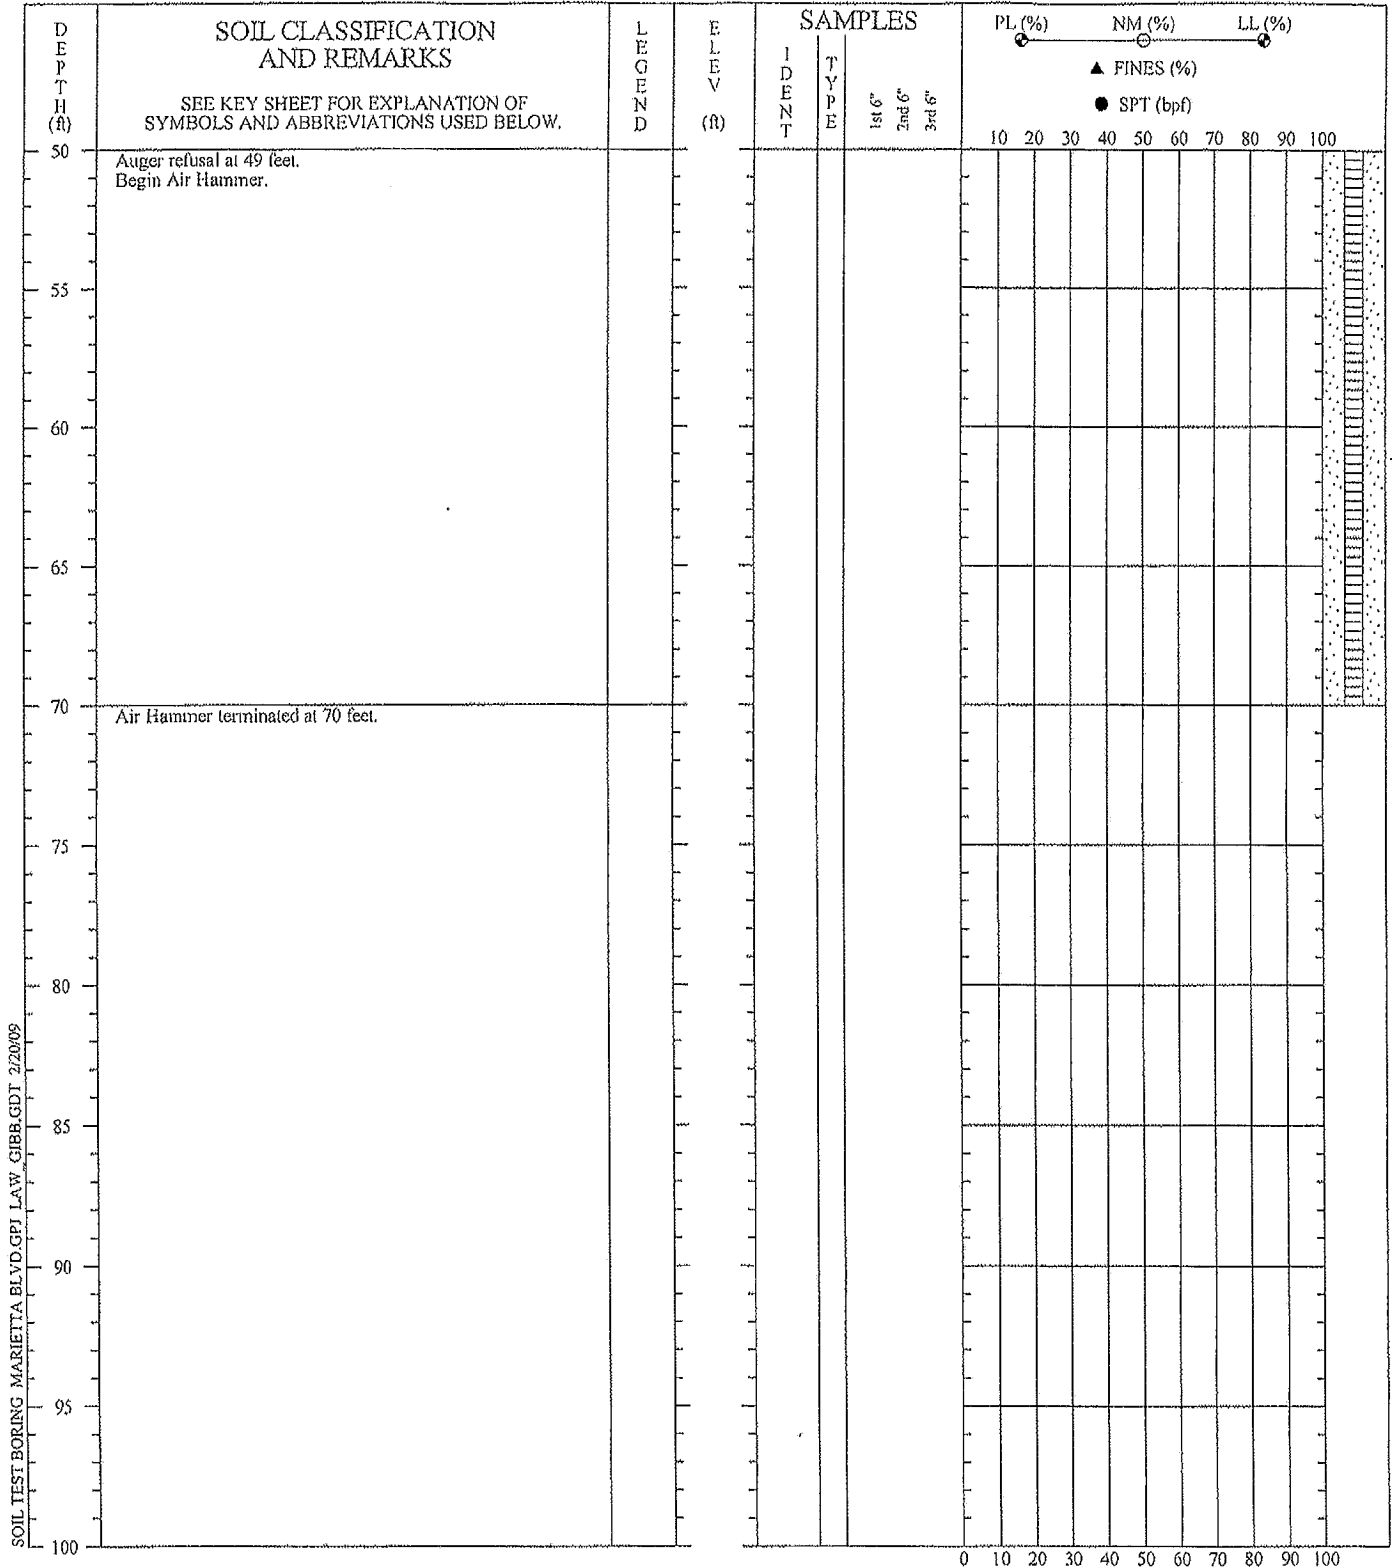 DEPTH (ft)
SOIL CLASSIFICATION
AND REMARKS
SEE KEY SHEET FOR EXPLANATION OF
SYMBOLS AND ABBREVIATIONS USED BELOW.
LEGEND
ELEV (ft)
SAMPLES
IDENT
TYPE
1st 6"
2nd 6"
3rd 6"
PL (%) NM (%) LL (%)
▲ FINES (%)
● SPT (bpf)
10 20 30 40 50 60 70 80 90 100
50
Auger refusal at 49 feet.
Begin Air Hammer.
55
60
65
70
Air Hammer terminated at 70 feet.
75
80
85
90
95
100
0 10 20 30 40 50 60 70 80 90 100
SOIL TEST BORING MARIETTA BLVD.GPJ LAW_GIBB.GDT 2/20/09